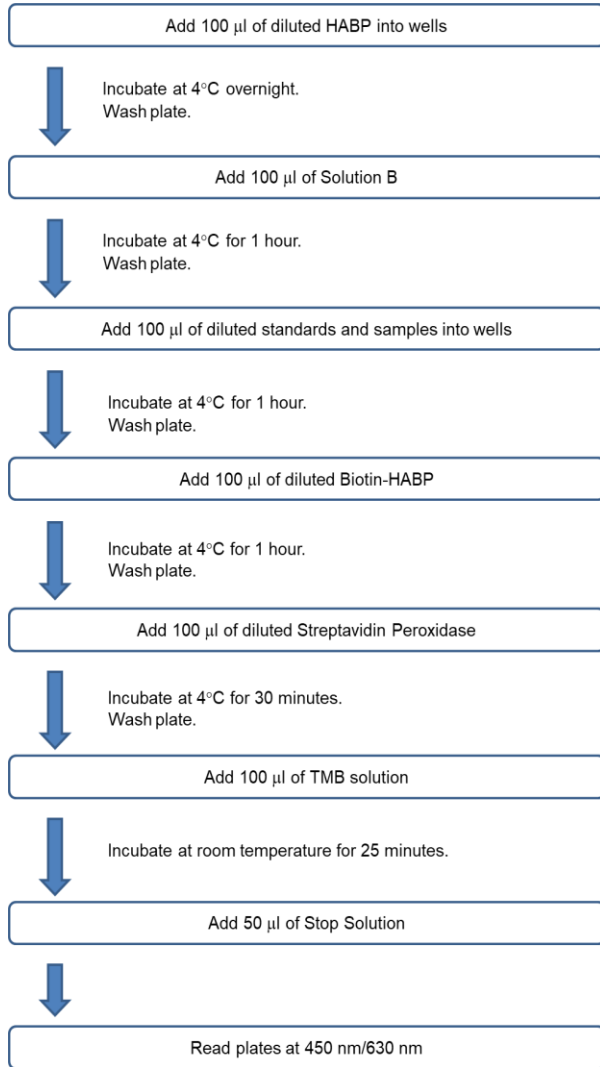 Add 100 µl of diluted HABP into wells
Incubate at 4°C overnight.
Wash plate.
Add 100 µl of Solution B
Incubate at 4°C for 1 hour.
Wash plate.
Add 100 µl of diluted standards and samples into wells
Incubate at 4°C for 1 hour.
Wash plate.
Add 100 µl of diluted Biotin-HABP
Incubate at 4°C for 1 hour.
Wash plate.
Add 100 µl of diluted Streptavidin Peroxidase
Incubate at 4°C for 30 minutes.
Wash plate.
Add 100 µl of TMB solution
Incubate at room temperature for 25 minutes.
Add 50 µl of Stop Solution
Read plates at 450 nm/630 nm